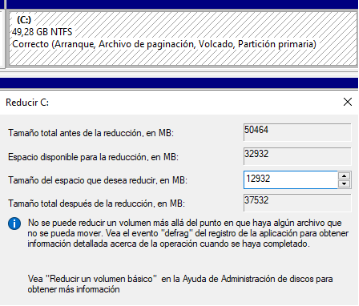 (C:)
49,28 GB NTFS
Correcto (Arranque, Archivo de paginación, Volcado, Partición primaria)
Reducir C:
Tamaño total antes de la reducción, en MB: 50464
Espacio disponible para la reducción, en MB: 32932
Tamaño del espacio que desea reducir, en MB: 12932
Tamaño total después de la reducción, en MB: 37532
No se puede reducir un volumen más allá del punto en que haya algún archivo que
no se pueda mover. Vea el evento "defrag" del registro de la aplicación para obtener
información detallada acerca de la operación cuando se haya completado.
Vea "Reducir un volumen básico" en la Ayuda de Administración de discos para
obtener más información